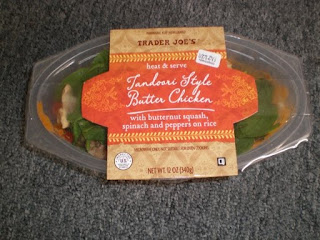 TRADER JOE'S
heat & serve
Tandoori Style
Butter Chicken
with butternut squash,
spinach and peppers on rice
NET WT. 12 OZ (340g)